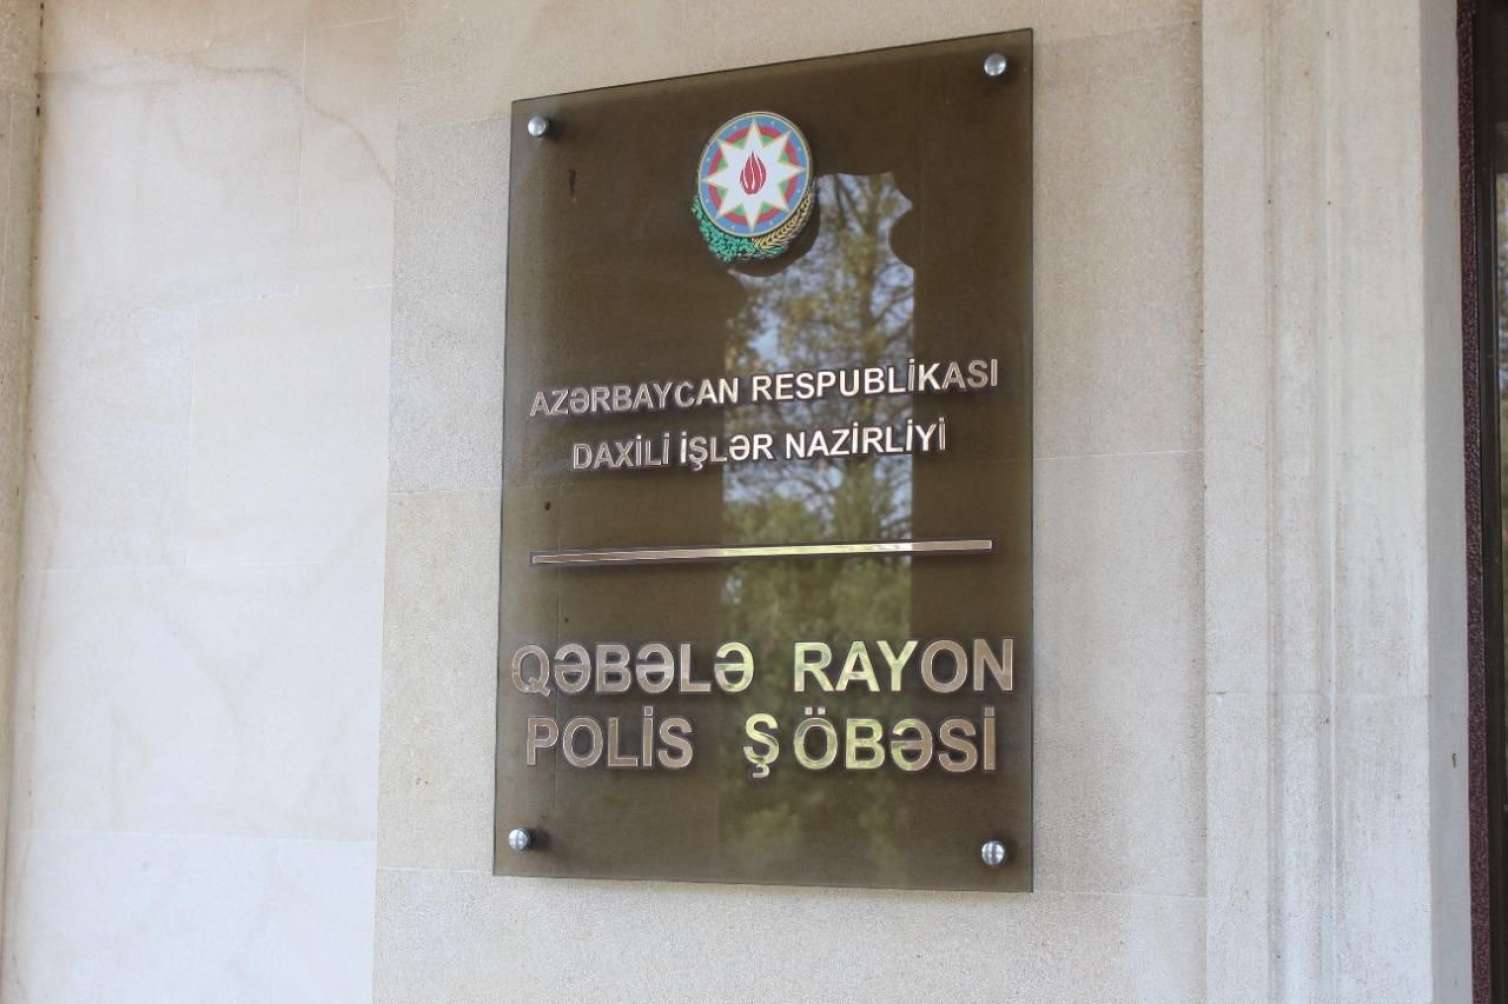 AZƏRBAYCAN RESPUBLİKASI
DAXİLİ İŞLƏR NAZİRLİYİ
QƏBƏLƏ RAYON
POLİS ŞÖBƏSİ